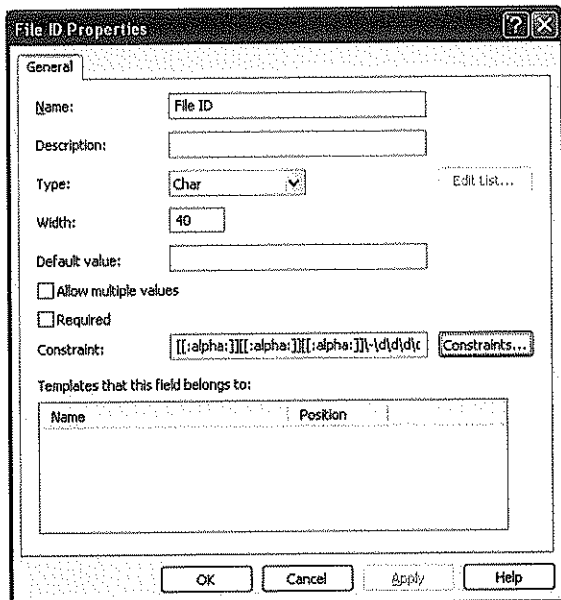 File ID Properties
General
Name: File ID
Description:
Type: Char Edit List...
Width: 40
Default value:
Allow multiple values
Required
Constraint: [[:alpha:]][[:alpha:]][[:alpha:]]\-\d\d\d\c Constraints...
Templates that this field belongs to:
Name Position
OK Cancel Apply Help